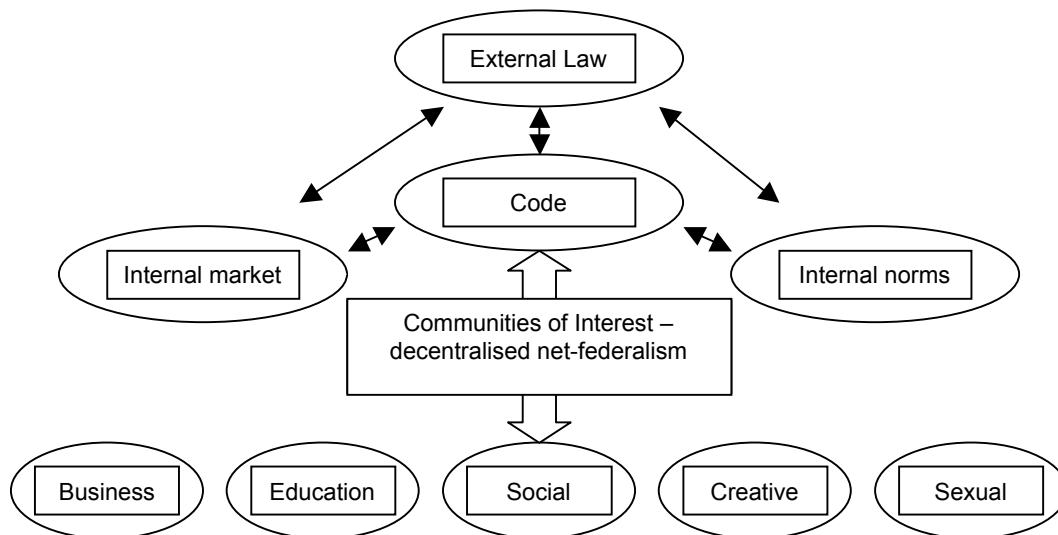 External Law
Code
Internal market
Internal norms
Communities of Interest –
decentralised net-federalism
Business
Education
Social
Creative
Sexual